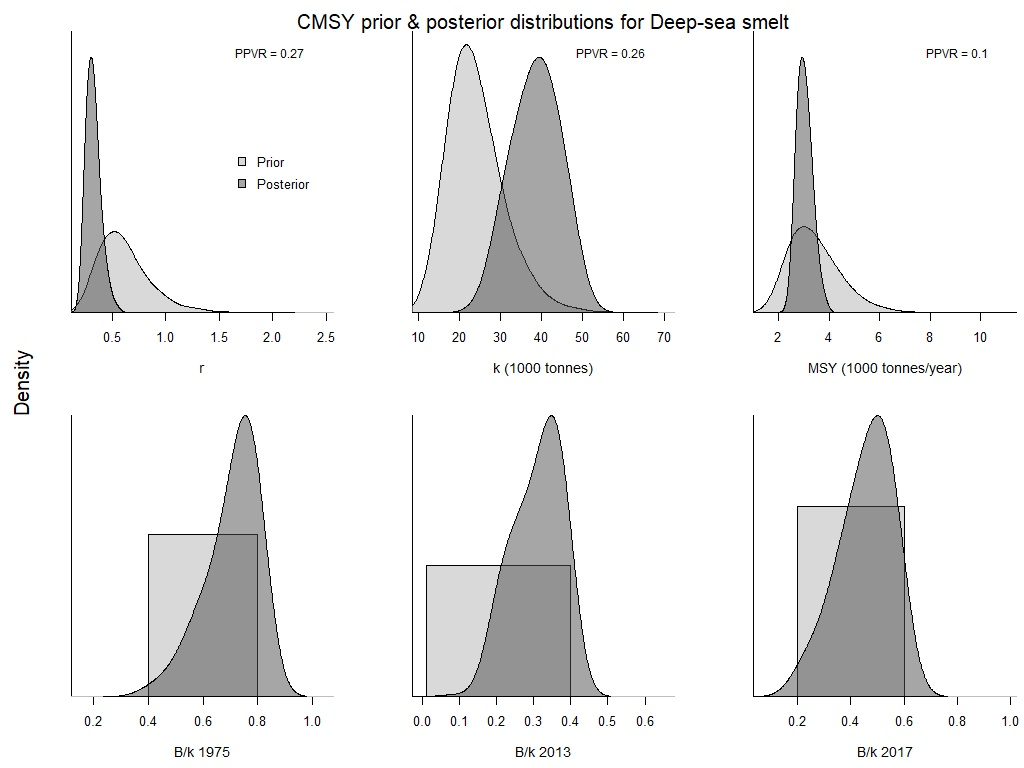 CMSY prior & posterior distributions for Deep-sea smelt
PPVR = 0.27
Prior
Posterior
0.5 1.0 1.5 2.0 2.5
r
PPVR = 0.26
10 20 30 40 50 60 70
k (1000 tonnes)
PPVR = 0.1
2 4 6 8 10
MSY (1000 tonnes/year)
Density
0.2 0.4 0.6 0.8 1.0
B/k 1975
0.0 0.1 0.2 0.3 0.4 0.5 0.6
B/k 2013
0.2 0.4 0.6 0.8 1.0
B/k 2017